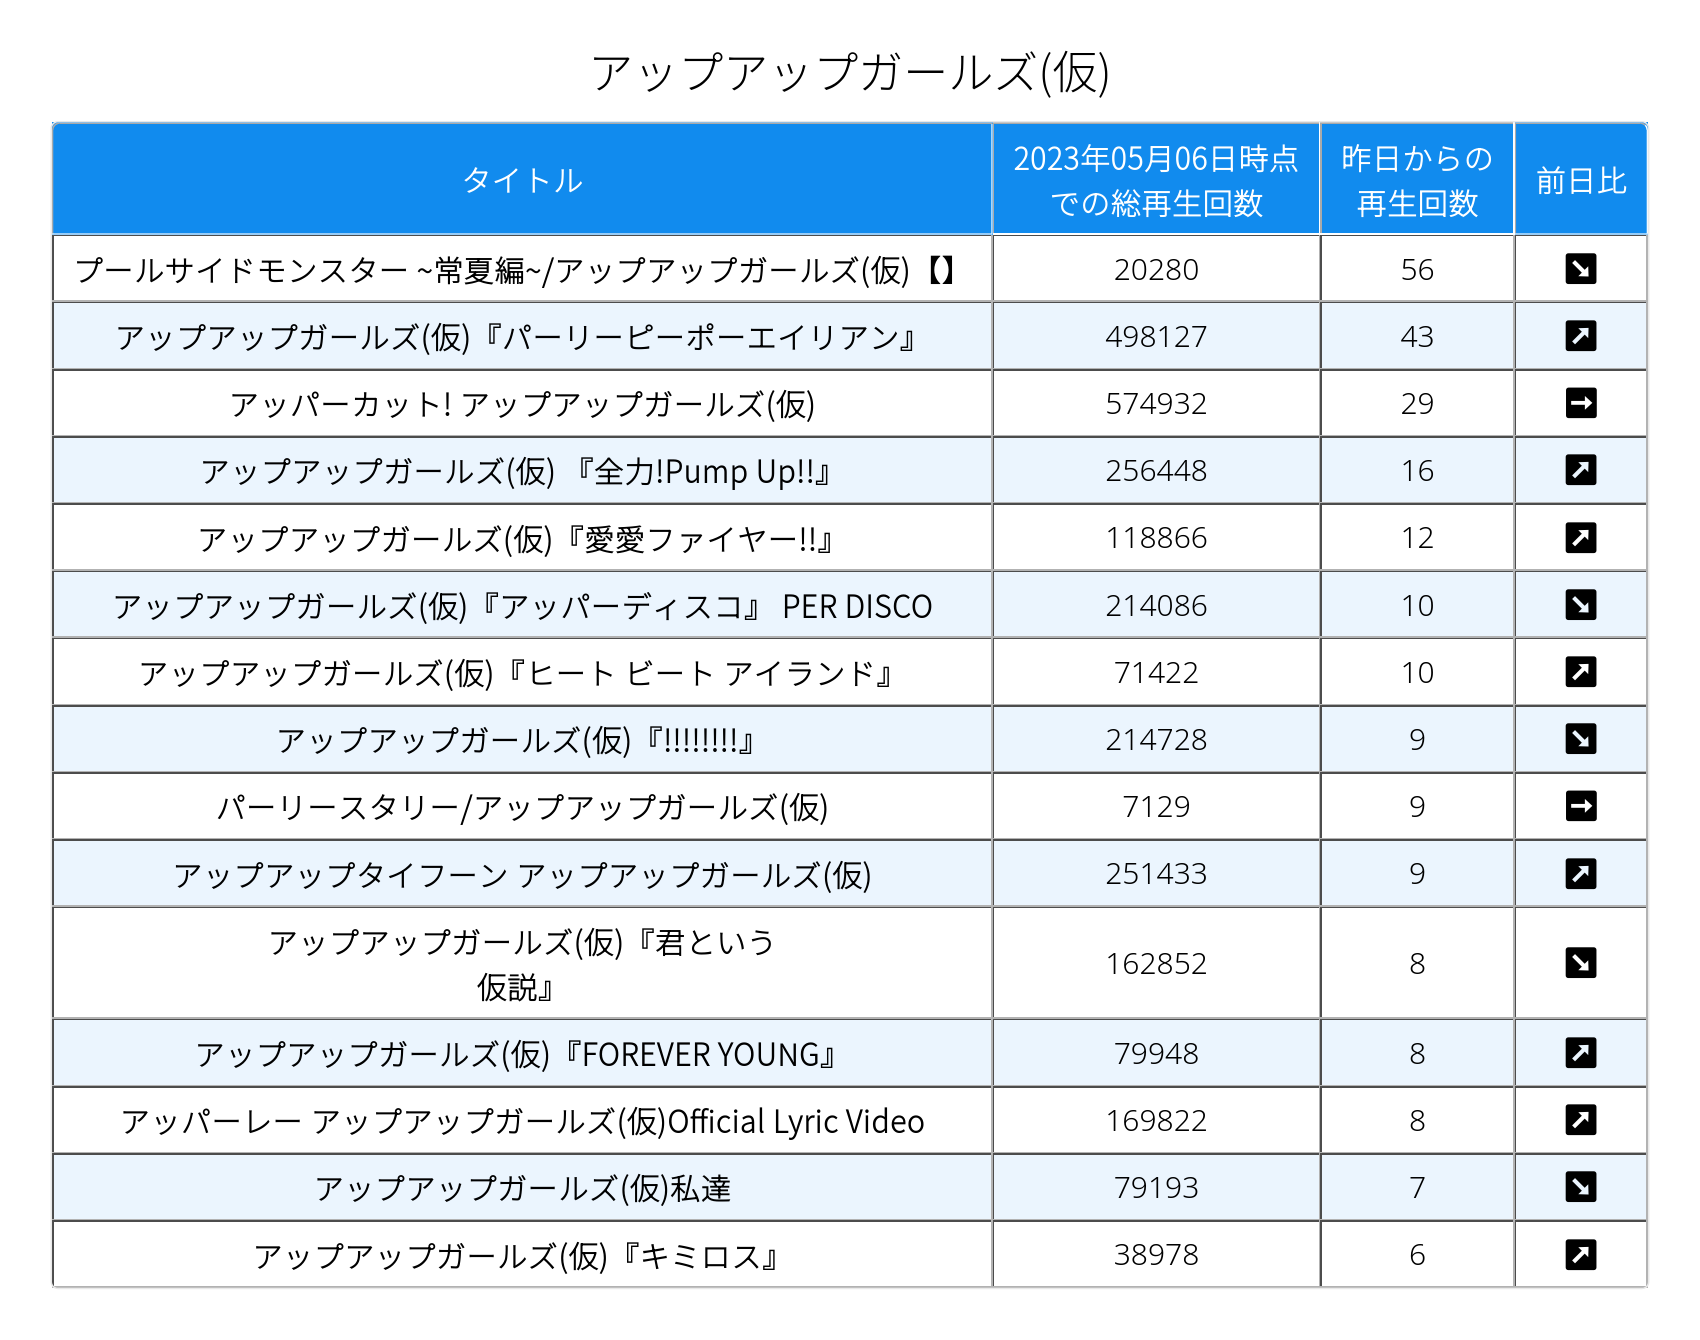 アップアップガールズ(仮)
タイトル
2023年05月06日時点
での総再生回数
昨日からの
再生回数
前日比
プールサイドモンスター ~常夏編~/アップアップガールズ(仮)【】 20280 56
アップアップガールズ(仮)『パーリーピーポーエイリアン』 498127 43
アッパーカット! アップアップガールズ(仮) 574932 29
アップアップガールズ(仮) 『全力!Pump Up!!』 256448 16
アップアップガールズ(仮)『愛愛ファイヤー!!』 118866 12
アップアップガールズ(仮)『アッパーディスコ』 PER DISCO 214086 10
アップアップガールズ(仮)『ヒート ビート アイランド』 71422 10
アップアップガールズ(仮)『!!!!!!!!』 214728 9
パーリースタリー/アップアップガールズ(仮) 7129 9
アップアップタイフーン アップアップガールズ(仮) 251433 9
アップアップガールズ(仮)『君という
仮説』 162852 8
アップアップガールズ(仮)『FOREVER YOUNG』 79948 8
アッパーレー アップアップガールズ(仮)Official Lyric Video 169822 8
アップアップガールズ(仮)私達 79193 7
アップアップガールズ(仮)『キミロス』 38978 6